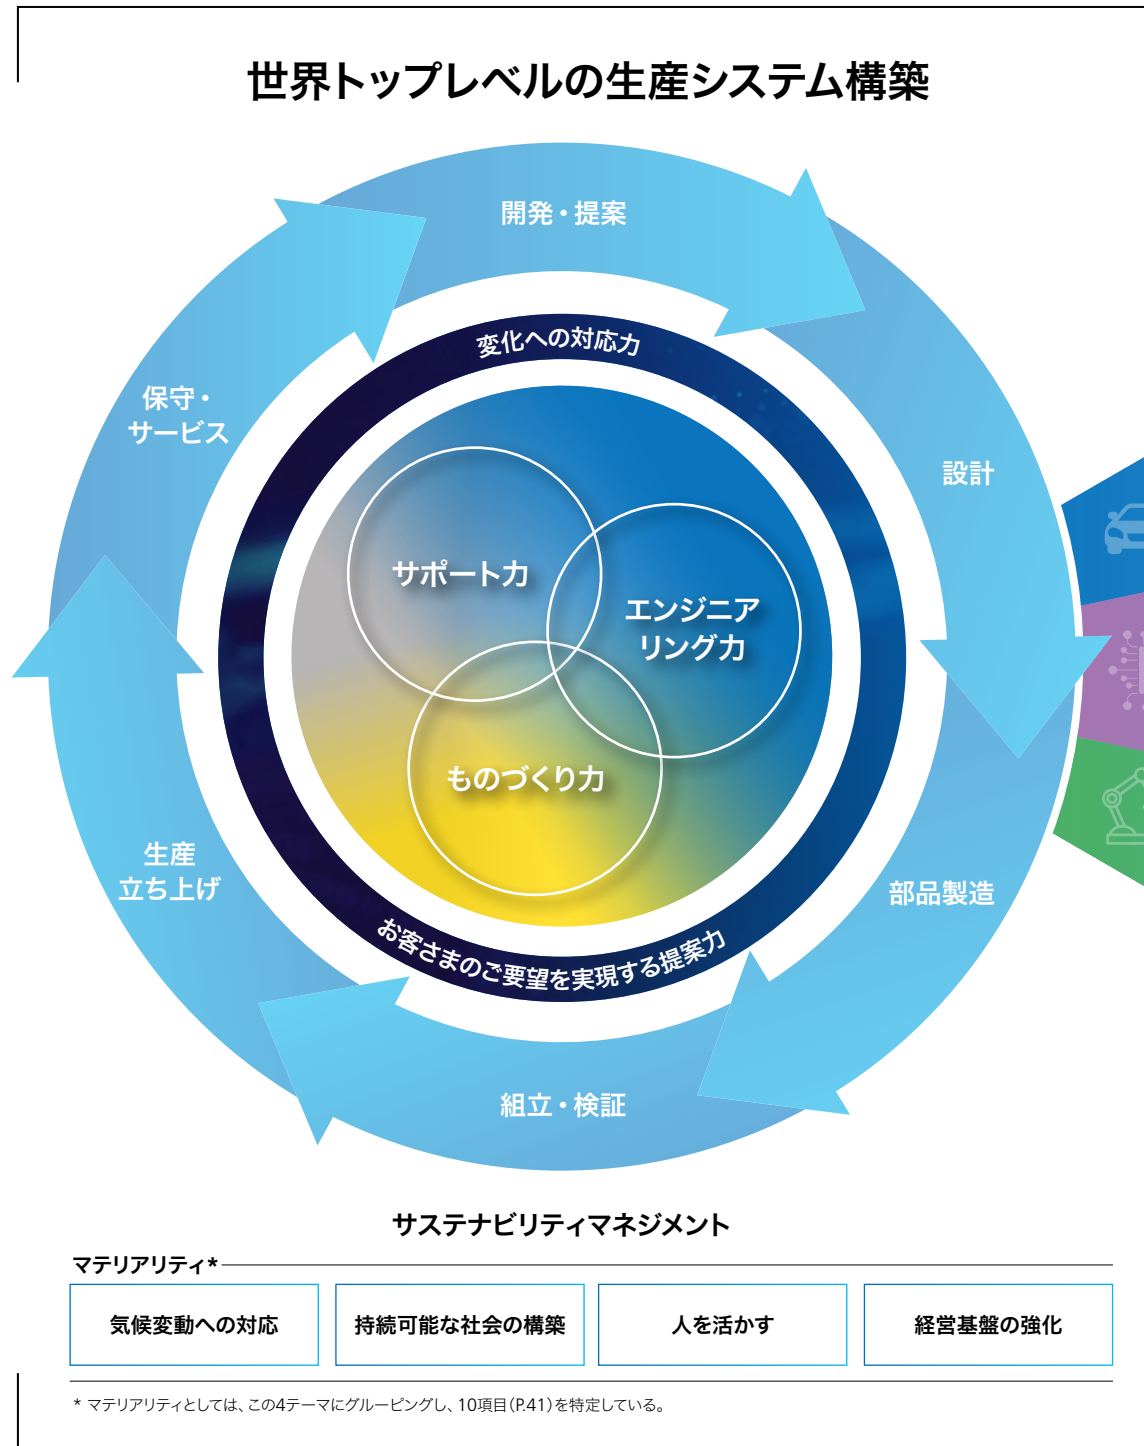 世界トップレベルの生産システム構築
開発・提案
変化への対応力
保守・
サービス
設計
サポート力
エンジニア
リング力
ものづくり力
生産
立ち上げ
部品製造
お客さまのご要望を実現する提案力
組立・検証
サステナビリティマネジメント
マテリアリティ*
気候変動への対応
持続可能な社会の構築
人を活かす
経営基盤の強化
* マテリアリティとしては、この4テーマにグルーピングし、10項目(P.41)を特定している。